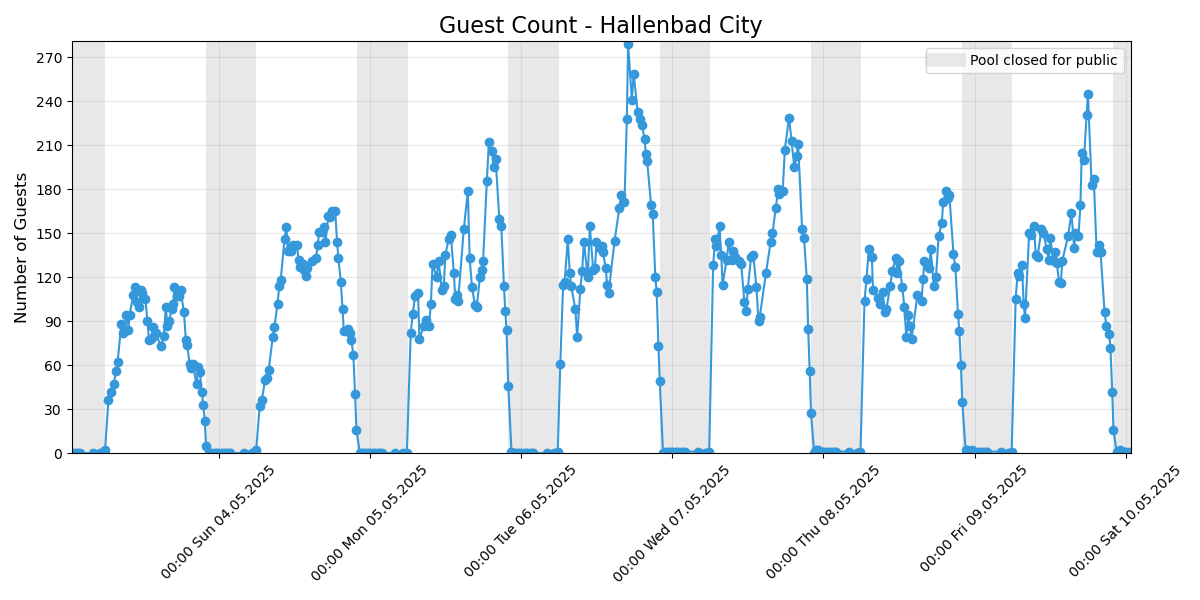 Guest Count - Hallenbad City
Pool closed for public
Number of Guests
270
240
210
180
150
120
90
60
30
0
00:00 Sun 04.05.2025
00:00 Mon 05.05.2025
00:00 Tue 06.05.2025
00:00 Wed 07.05.2025
00:00 Thu 08.05.2025
00:00 Fri 09.05.2025
00:00 Sat 10.05.2025